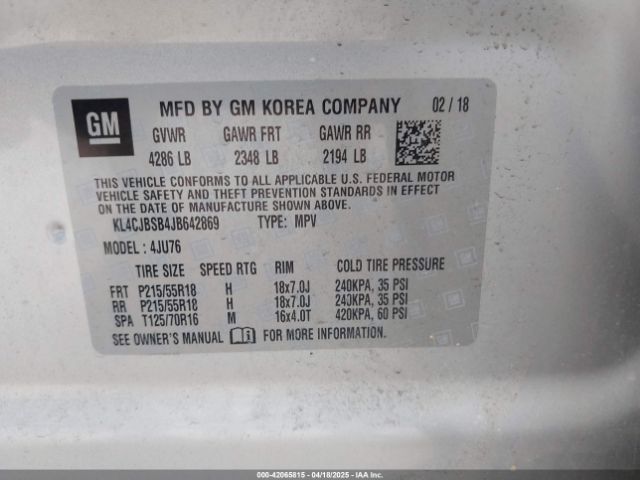 GM
MFD BY GM KOREA COMPANY 02 / 18
GVWR GAWR FRT GAWR RR
4286 LB 2348 LB 2194 LB
THIS VEHICLE CONFORMS TO ALL APPLICABLE U.S. FEDERAL MOTOR
VEHICLE SAFETY AND THEFT PREVENTION STANDARDS IN EFFECT
ON THE DATE OF MANUFACTURE SHOWN ABOVE.
KL4CJBSB4JB642869 TYPE: MPV
MODEL: 4JU76
TIRE SIZE SPEED RTG RIM COLD TIRE PRESSURE
FRT P215/55R18 H 18x7.0J 240KPA, 35 PSI
RR P215/55R18 H 18x7.0J 240KPA, 35 PSI
SPA T125/70R16 M 16x4.0T 420KPA, 60 PSI
SEE OWNER'S MANUAL FOR MORE INFORMATION.
000-42065815 - 04/18/2025 - IAAI.COM